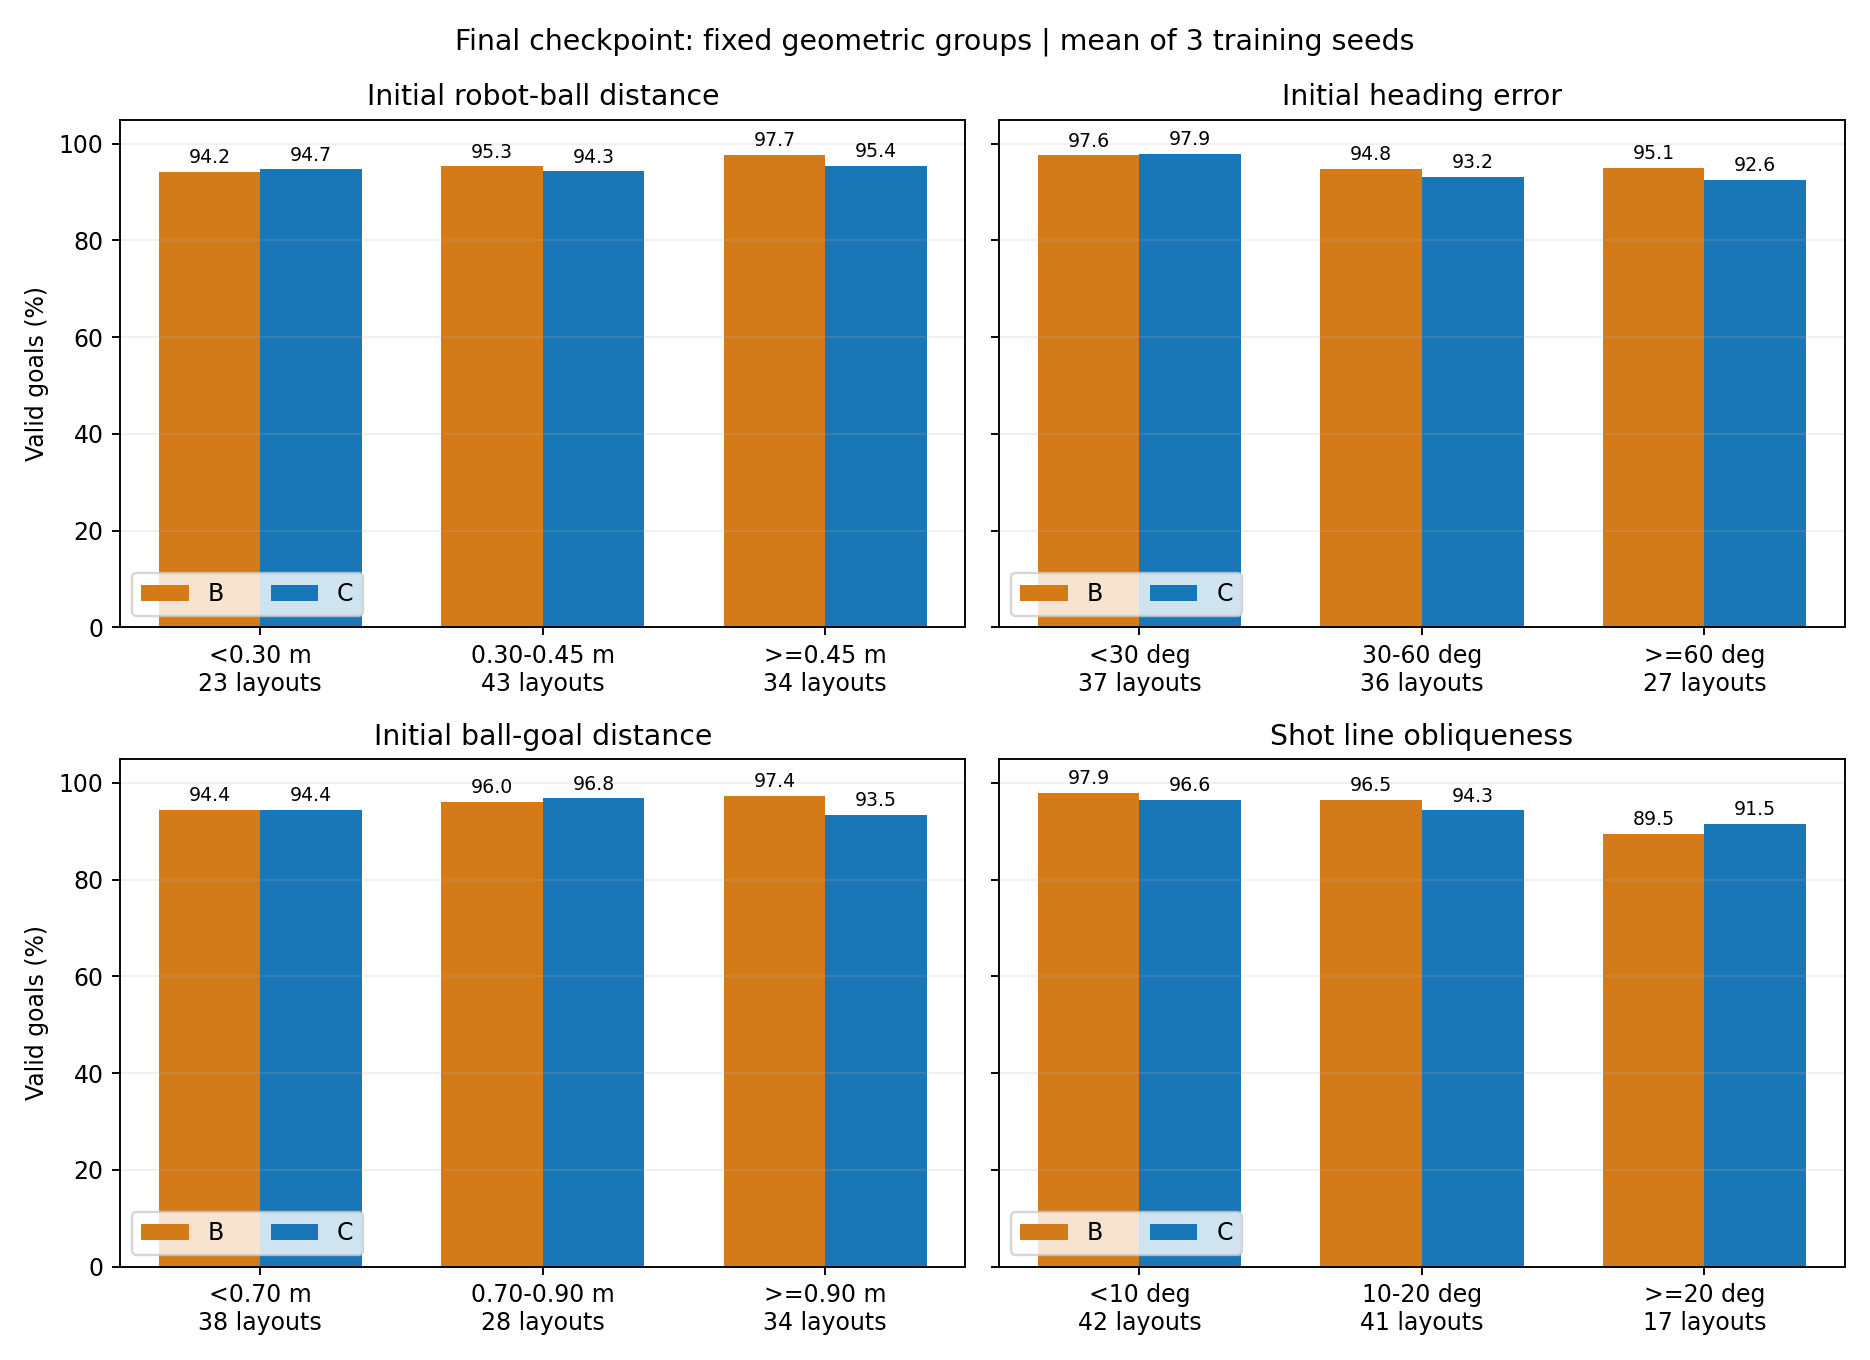 Final checkpoint: fixed geometric groups | mean of 3 training seeds
Initial robot-ball distance
Valid goals (%)
100
80
60
40
20
0
94.2
94.7
95.3
94.3
97.7
95.4
B
C
<0.30 m
23 layouts
0.30-0.45 m
43 layouts
>=0.45 m
34 layouts
Initial heading error
97.6
97.9
94.8
93.2
95.1
92.6
B
C
<30 deg
37 layouts
30-60 deg
36 layouts
>=60 deg
27 layouts
Initial ball-goal distance
Valid goals (%)
100
80
60
40
20
0
94.4
94.4
96.0
96.8
97.4
93.5
B
C
<0.70 m
38 layouts
0.70-0.90 m
28 layouts
>=0.90 m
34 layouts
Shot line obliqueness
97.9
96.6
96.5
94.3
89.5
91.5
B
C
<10 deg
42 layouts
10-20 deg
41 layouts
>=20 deg
17 layouts